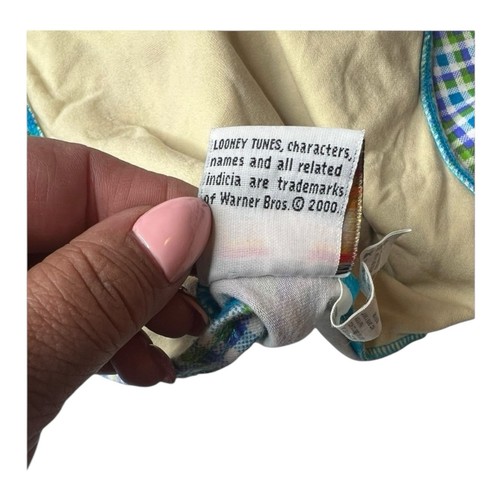 LOONEY TUNES, characters,
names and all related
indicia are trademarks
of Warner Bros.© 2000.